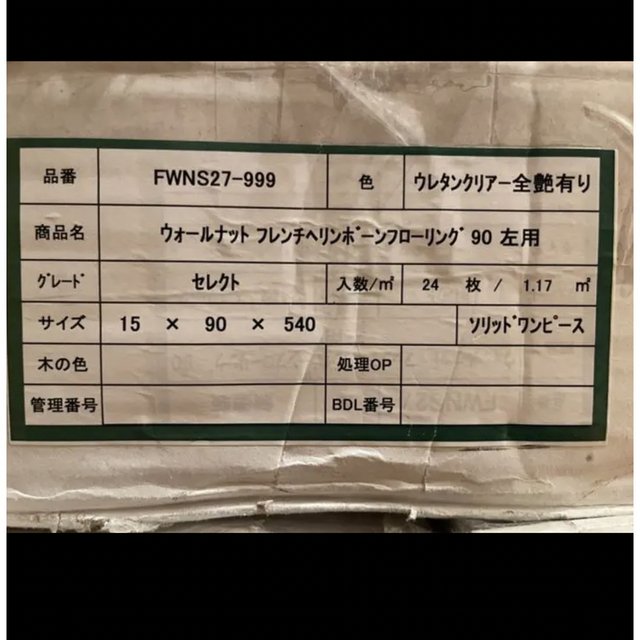 品番 FWNS27-999 色 ウレタンクリアー全艶有り
商品名 ウォールナット フレンチヘリンボーンフローリング 90 左用
グレード セレクト 入数/㎡ 24 枚 / 1.17 ㎡
サイズ 15 × 90 × 540 ソリッドワンピース
木の色 処理OP
管理番号 BDL番号